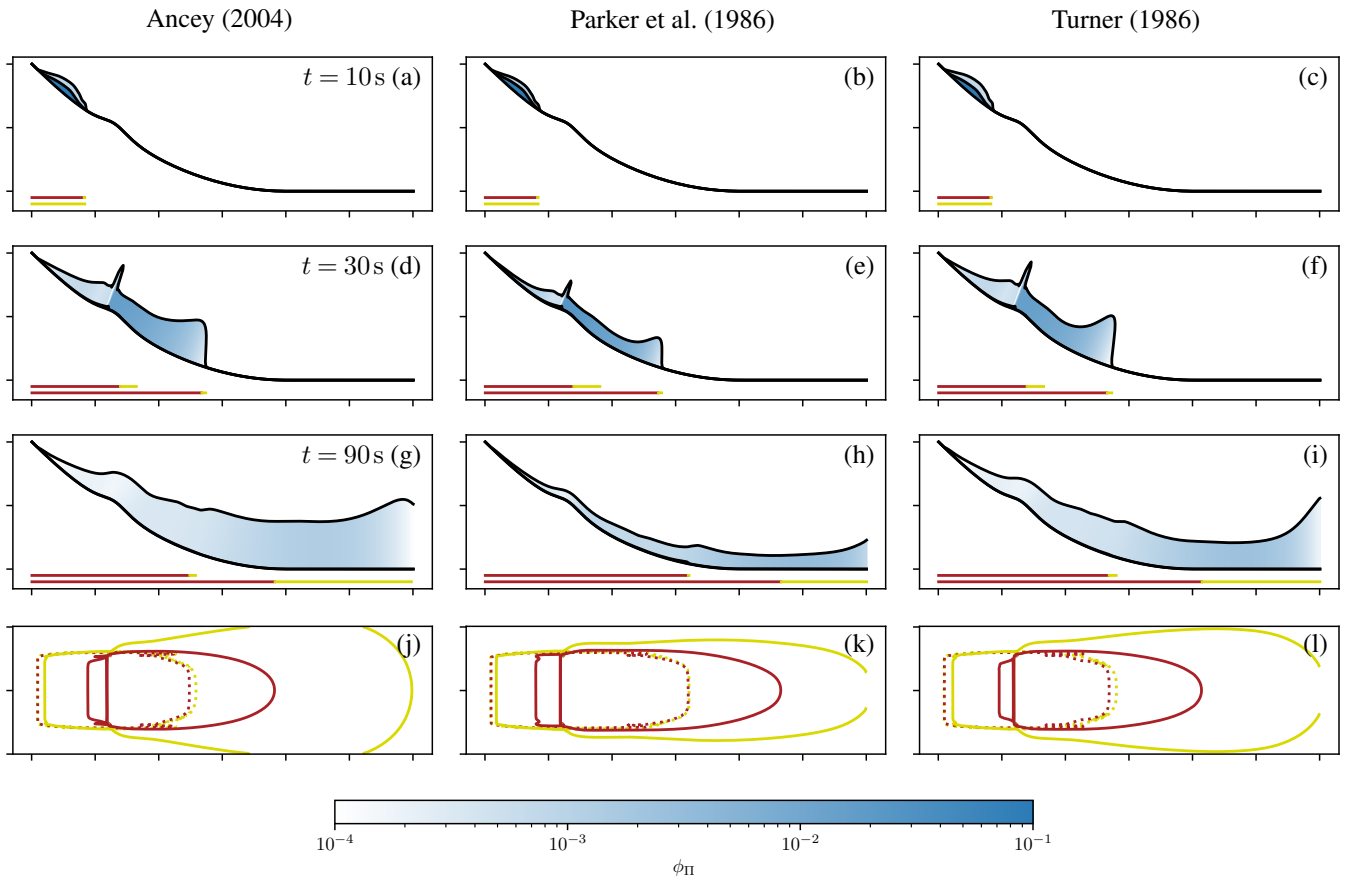 Ancey (2004) Parker et al. (1986) Turner (1986)
t = 10 s (a) (b) (c)
t = 30 s (d) (e) (f)
t = 90 s (g) (h) (i)
(j) (k) (l)
10⁻⁴ 10⁻³ 10⁻² 10⁻¹
ϕ_Π